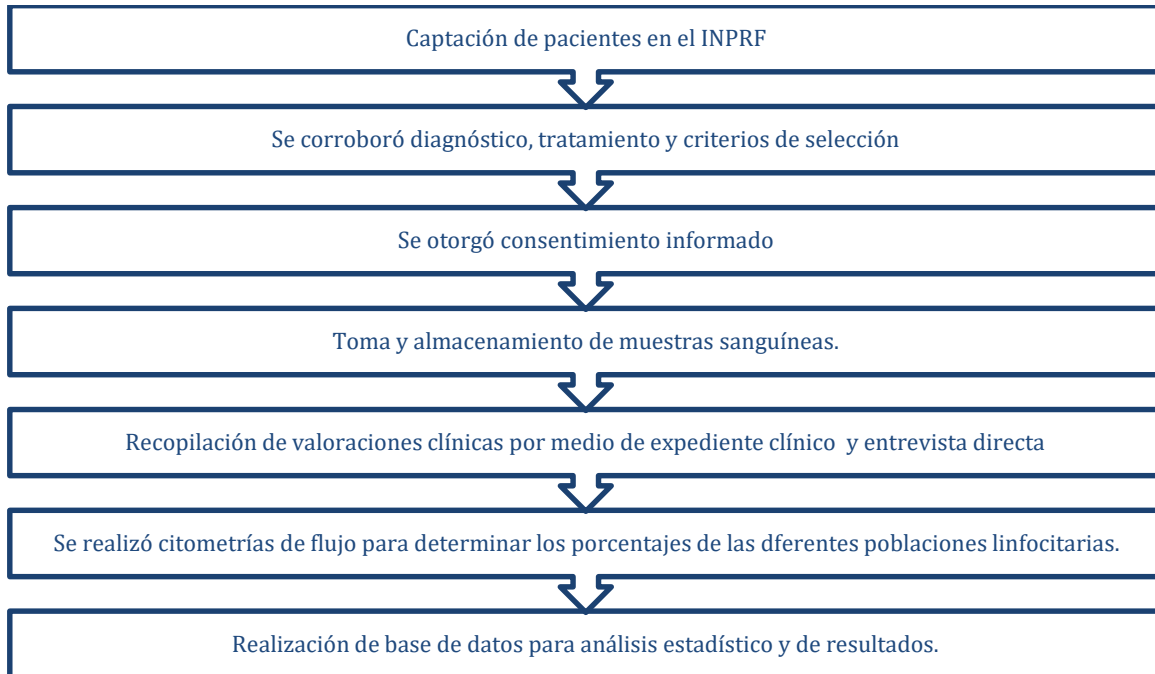 Captación de pacientes en el INPRF
Se corroboró diagnóstico, tratamiento y criterios de selección
Se otorgó consentimiento informado
Toma y almacenamiento de muestras sanguíneas.
Recopilación de valoraciones clínicas por medio de expediente clínico y entrevista directa
Se realizó citometrías de flujo para determinar los porcentajes de las dferentes poblaciones linfocitarias.
Realización de base de datos para análisis estadístico y de resultados.